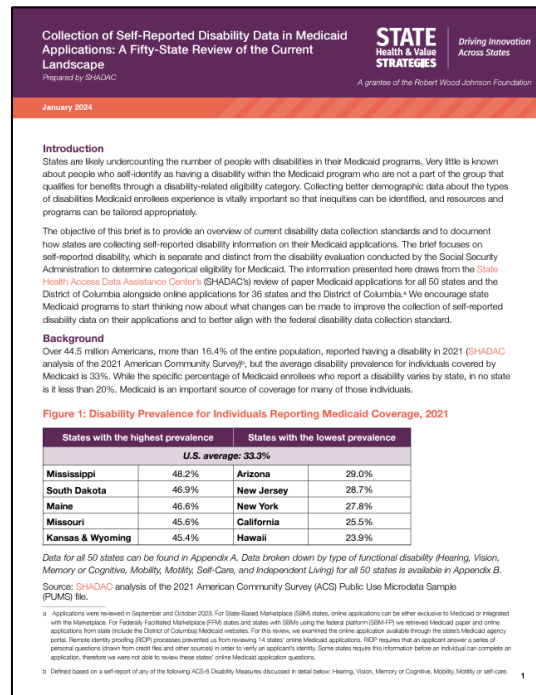 Collection of Self-Reported Disability Data in Medicaid
Applications: A Fifty-State Review of the Current
Landscape
Prepared by SHADAC
STATE
Health & Value
STRATEGIES
Driving Innovation
Across States
A grantee of the Robert Wood Johnson Foundation
January 2024
Introduction
States are likely undercounting the number of people with disabilities in their Medicaid programs. Very little is known
about people who self-identify as having a disability within the Medicaid program who are not a part of the group that
qualifies for benefits through a disability-related eligibility category. Collecting better demographic data about the types
of disabilities Medicaid enrollees experience is vitally important so that inequities can be identified, and resources and
programs can be tailored appropriately.
The objective of this brief is to provide an overview of current disability data collection standards and to document
how states are collecting self-reported disability information on their Medicaid applications. The brief focuses on
self-reported disability, which is separate and distinct from the disability evaluation conducted by the Social Security
Administration to determine categorical eligibility for Medicaid. The information presented here draws from the State
Health Access Data Assistance Center's (SHADAC's) review of paper Medicaid applications for all 50 states and the
District of Columbia alongside online applications for 36 states and the District of Columbia.a We encourage state
Medicaid programs to start thinking now about what changes can be made to improve the collection of self-reported
disability data on their applications and to better align with the federal disability data collection standard.
Background
Over 44.5 million Americans, more than 16.4% of the entire population, reported having a disability in 2021 (SHADAC
analysis of the 2021 American Community Survey)b, but the average disability prevalence for individuals covered by
Medicaid is 33%. While the specific percentage of Medicaid enrollees who report a disability varies by state, in no state
is it less than 20%. Medicaid is an important source of coverage for many of those individuals.
Figure 1: Disability Prevalence for Individuals Reporting Medicaid Coverage, 2021
States with the highest prevalence States with the lowest prevalence
U.S. average: 33.3%
Mississippi 48.2% Arizona 29.0%
South Dakota 46.9% New Jersey 28.7%
Maine 46.6% New York 27.8%
Missouri 45.6% California 25.5%
Kansas & Wyoming 45.4% Hawaii 23.9%
Data for all 50 states can be found in Appendix A. Data broken down by type of functional disability (Hearing, Vision,
Memory or Cognitive, Mobility, Motility, Self-Care, and Independent Living) for all 50 states is available in Appendix B.
Source: SHADAC analysis of the 2021 American Community Survey (ACS) Public Use Microdata Sample
(PUMS) file.
a Applications were reviewed in September and October 2023. For State-Based Marketplace (SBM) states, online applications can be either exclusive to Medicaid or integrated
with the Marketplace. For Federally Facilitated Marketplace (FFM) states and states with SBMs using the federal platform (SBM-FP) we retrieved Medicaid paper and online
applications from state (include the District of Columbia) Medicaid websites. For this review, we examined the online application available through the state's Medicaid agency
portal. Remote identity proofing (RIDP) processes prevented us from reviewing 14 states' online Medicaid applications. RIDP requires that an applicant answer a series of
personal questions (drawn from credit files and other sources) in order to verify an applicant's identity. Some states require this information before an individual can complete an
application, therefore we were not able to review these states' online Medicaid application questions.
b Defined based on a self-report of any of the following ACS-6 Disability Measures discussed in detail below: Hearing, Vision, Memory or Cognitive, Mobility, Motility or self-care.
1